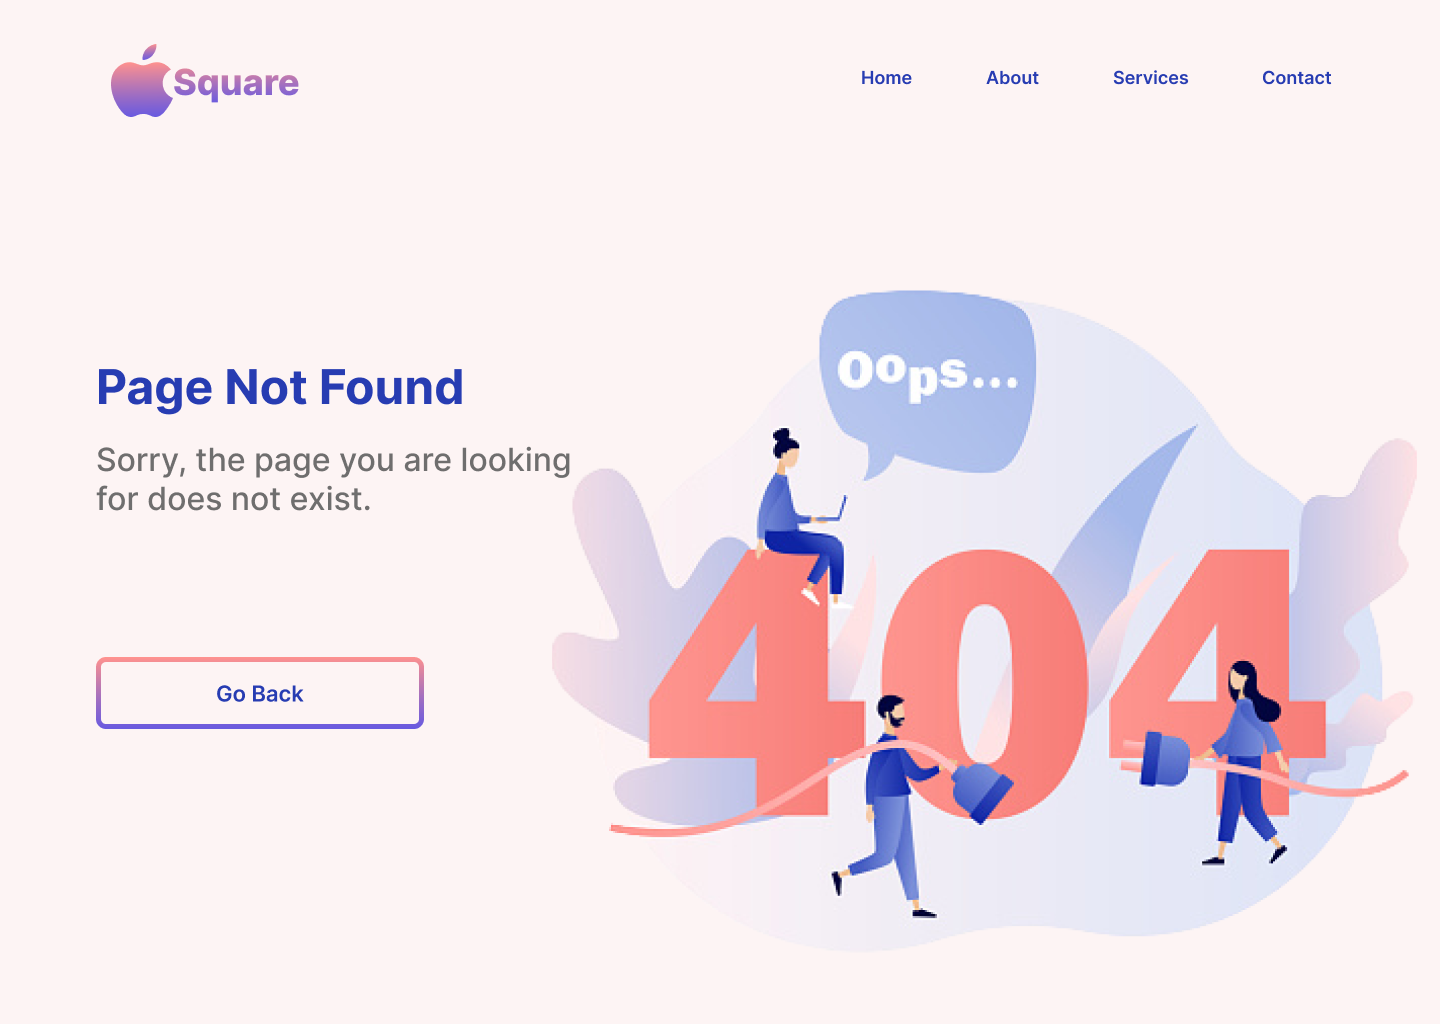 Square
Home About Services Contact
Oops...
Page Not Found
Sorry, the page you are looking
for does not exist.
404
Go Back